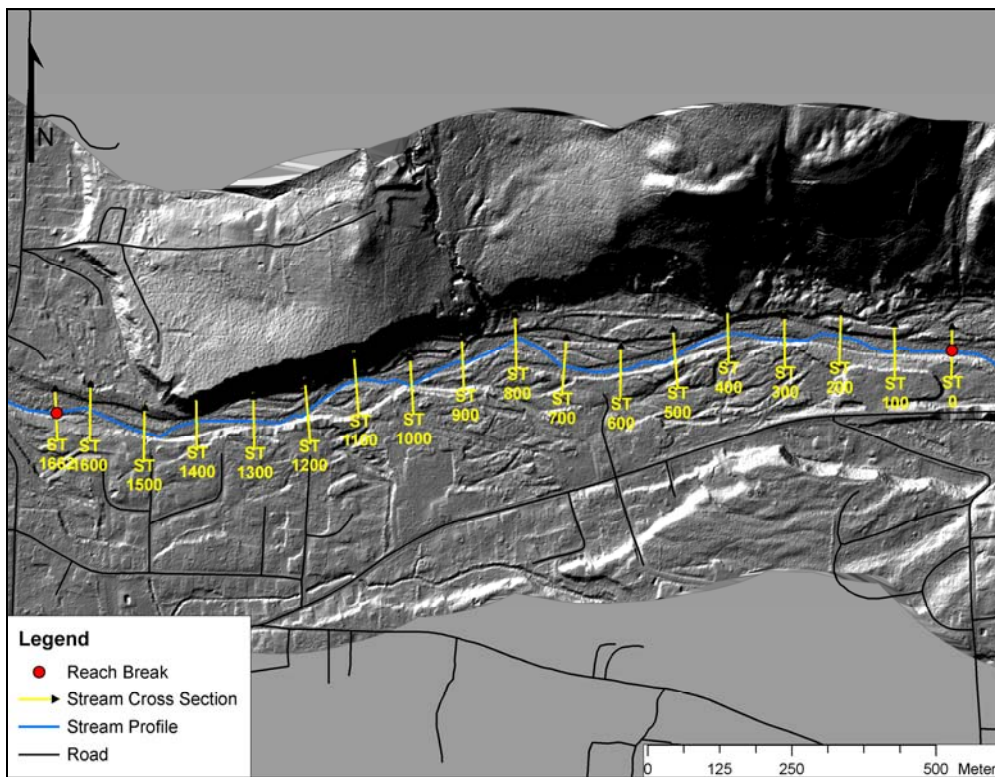 N
ST
1662
ST
1600
ST
1500
ST
1400
ST
1300
ST
1200
ST
1100
ST
1000
ST
900
ST
800
ST
700
ST
600
ST
500
ST
400
ST
300
ST
200
ST
100
ST
0
Legend
Reach Break
Stream Cross Section
Stream Profile
Road
0 125 250 500 Meter